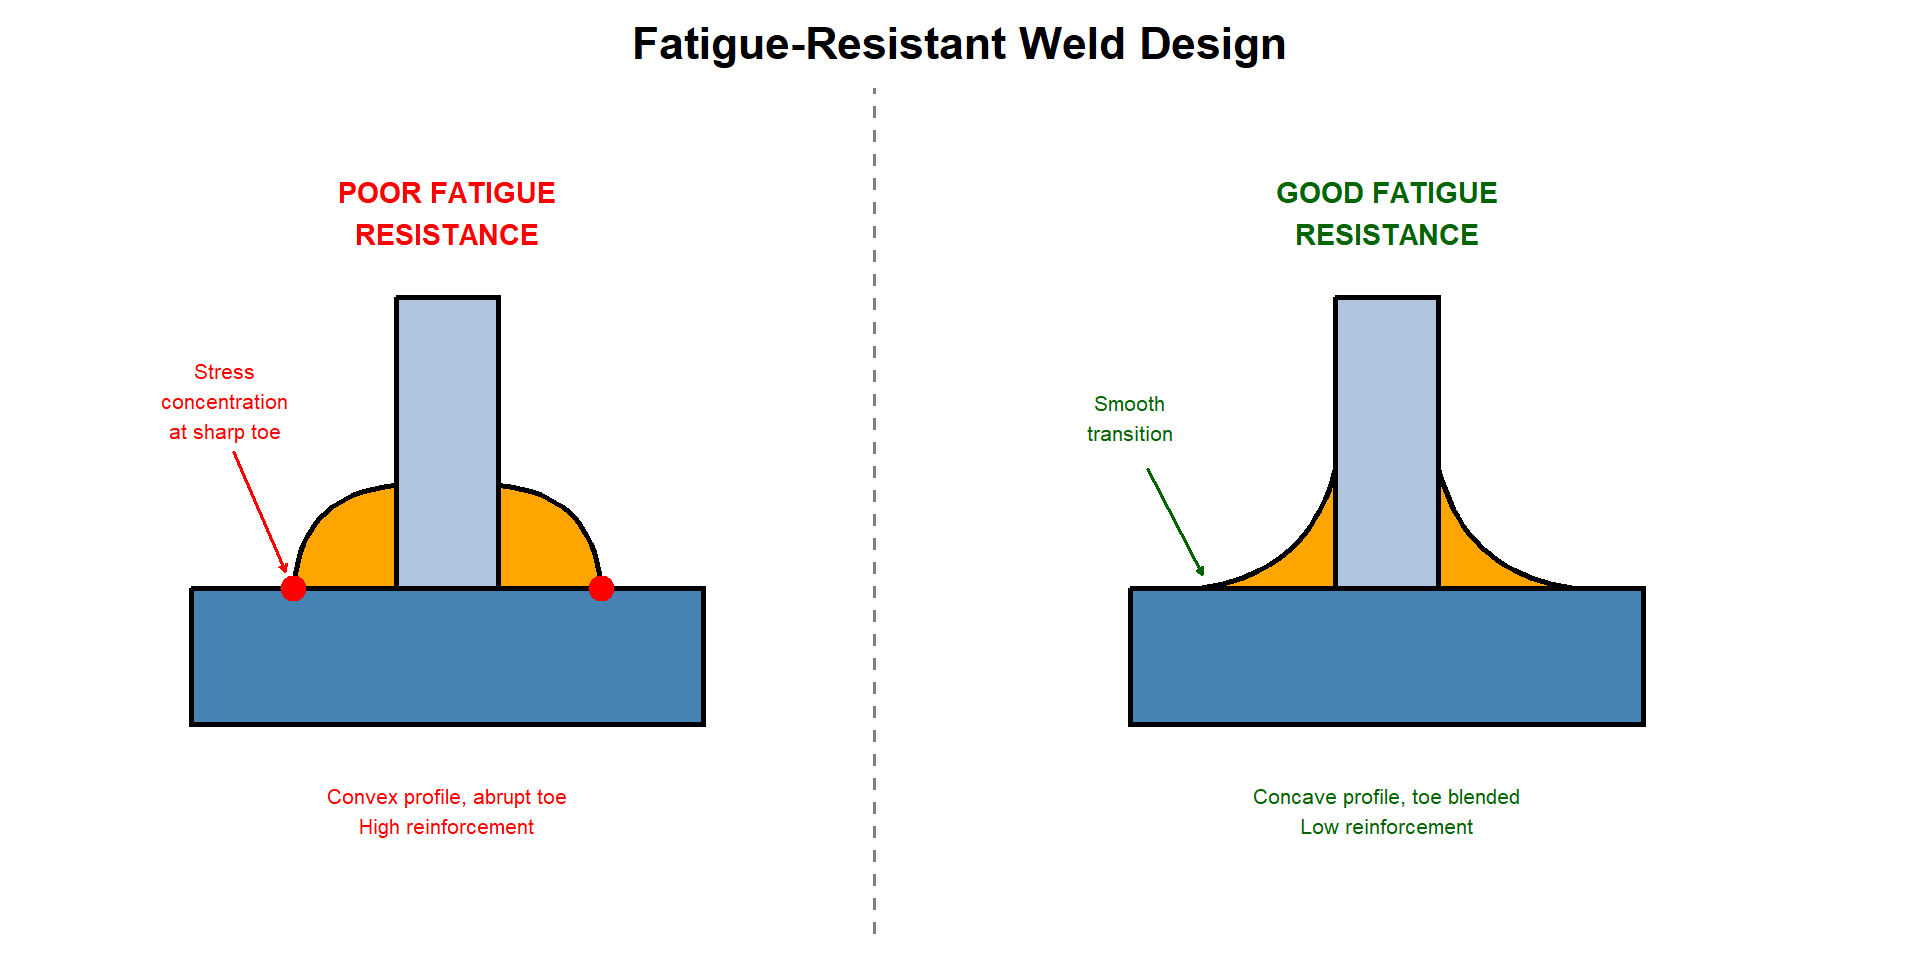 Fatigue-Resistant Weld Design
POOR FATIGUE
RESISTANCE
Stress
concentration
at sharp toe
Convex profile, abrupt toe
High reinforcement
GOOD FATIGUE
RESISTANCE
Smooth
transition
Concave profile, toe blended
Low reinforcement